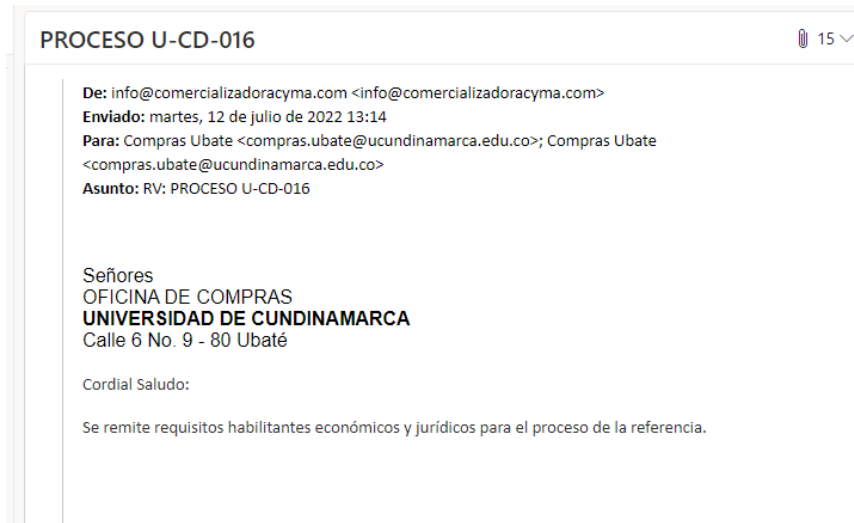 PROCESO U-CD-016
15
De: info@comercializadoracyma.com <info@comercializadoracyma.com>
Enviado: martes, 12 de julio de 2022 13:14
Para: Compras Ubate <compras.ubate@ucundinamarca.edu.co>; Compras Ubate
<compras.ubate@ucundinamarca.edu.co>
Asunto: RV: PROCESO U-CD-016
Señores
OFICINA DE COMPRAS
UNIVERSIDAD DE CUNDINAMARCA
Calle 6 No. 9 - 80 Ubaté
Cordial Saludo:
Se remite requisitos habilitantes económicos y jurídicos para el proceso de la referencia.